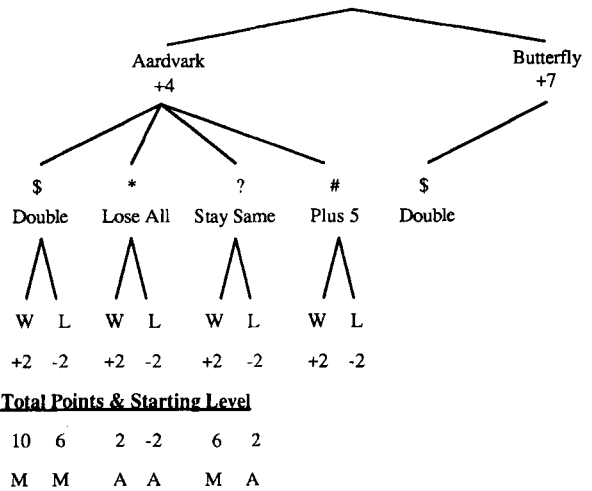 Aardvark Butterfly
+4 +7
$ * ? # $
Double Lose All Stay Same Plus 5 Double
W L W L W L W L
+2 -2 +2 -2 +2 -2 +2 -2
Total Points & Starting Level
10 6 2 -2 6 2
M M A A M A